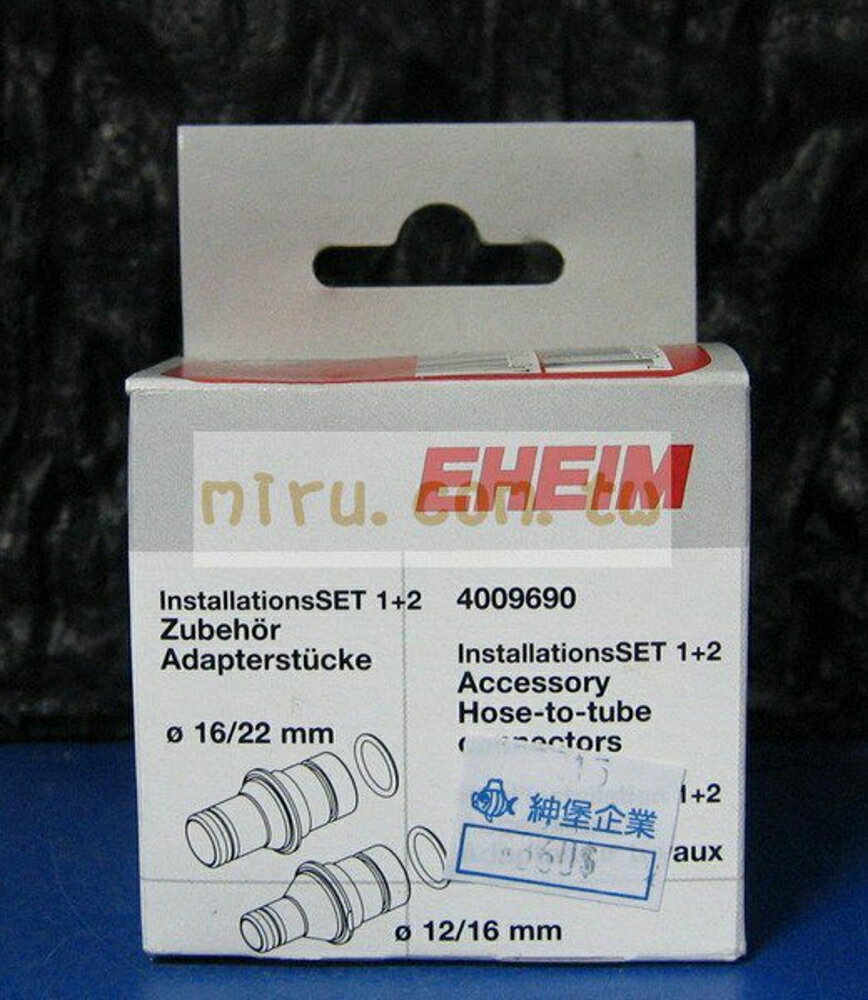 EHEIM
miru.com.tw
InstallationsSET 1+2
Zubehör
Adapterstücke
ø 16/22 mm
4009690
InstallationsSET 1+2
Accessory
Hose-to-tube
connectors
1+2
紳堡企業
ø 12/16 mm